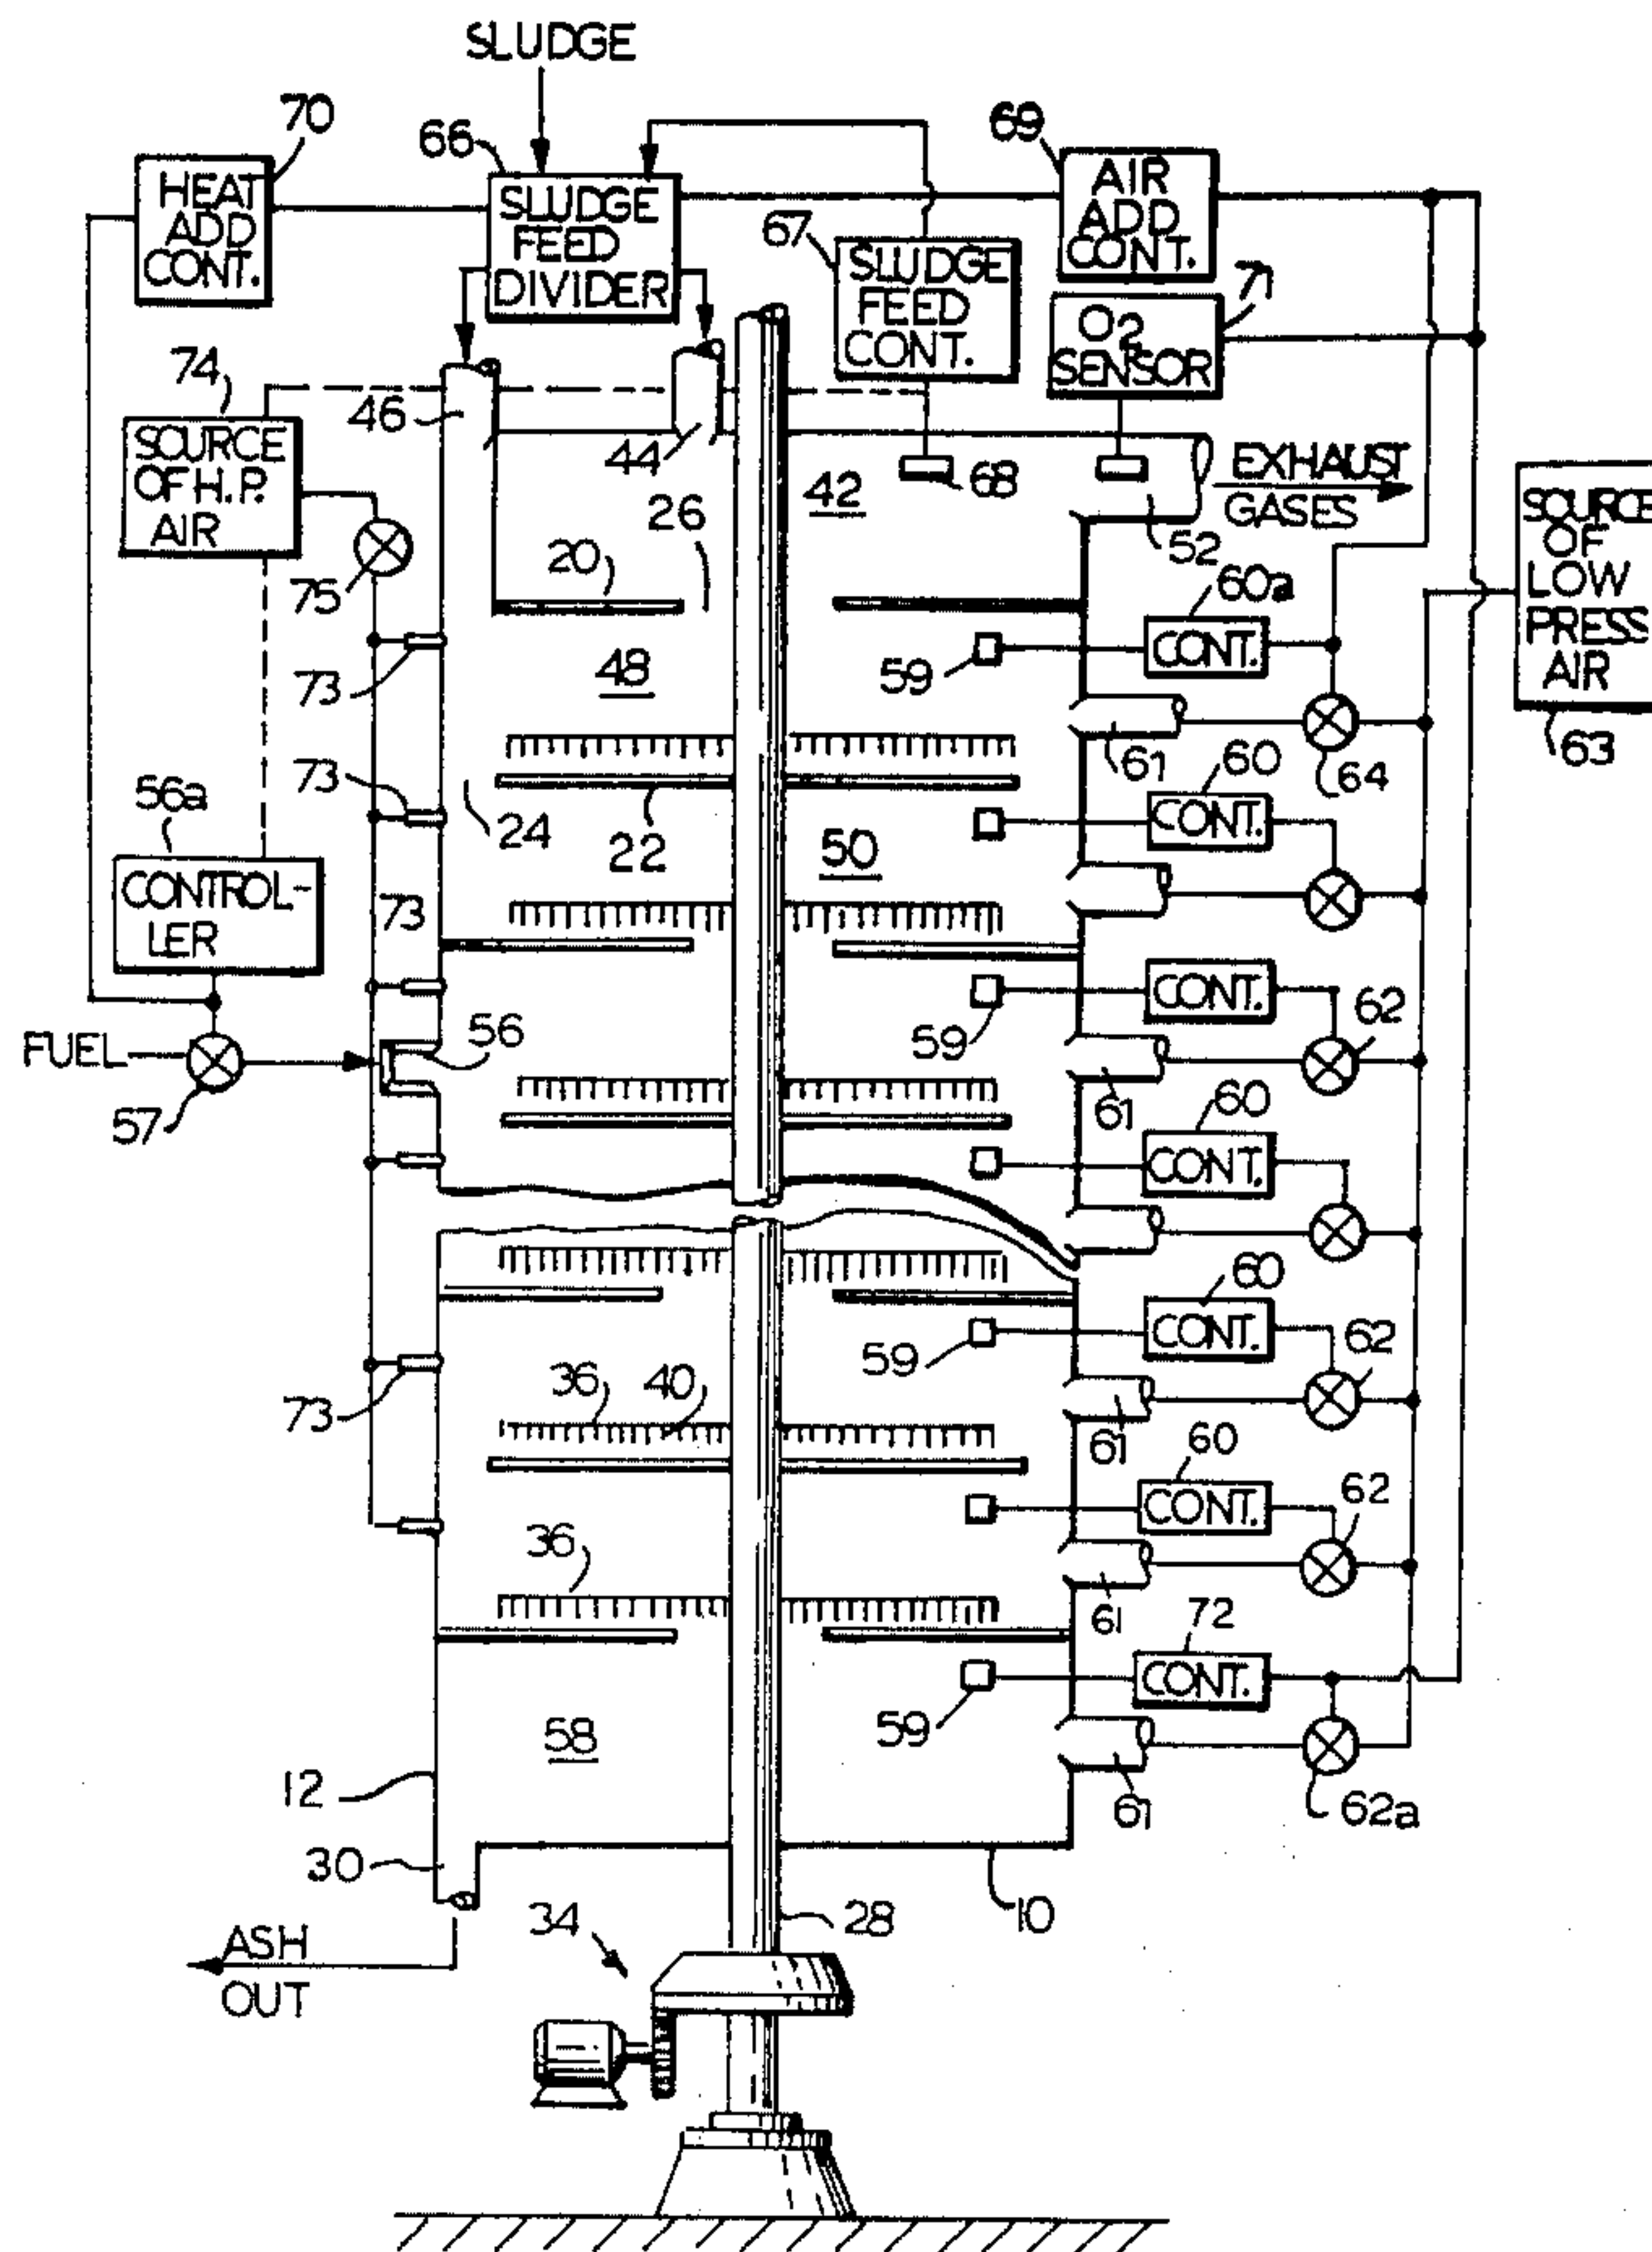 SLUDGE
70
66
69
HEAT
ADD
CONT.
SLUDGE
FEED
DIVIDER
67
AIR
ADD
CONT.
SLUDGE
FEED
CONT.
71
O2
SENSOR
74
46
44
SOURCE
OF H.P.
AIR
75
42
68
EXHAUST
GASES
52
26
20
SOURCE
OF
LOW
PRESS
AIR
63
60a
CONT.
59
48
73
61
64
73
60
CONT.
56a
24
22
50
CONTROL-
LER
73
CONT.
62
59
FUEL
56
57
61
60
CONT.
60
CONT.
62
59
36
40
73
61
60
CONT.
62
36
61
72
CONT.
59
58
12
61
62a
30
10
34
28
ASH
OUT